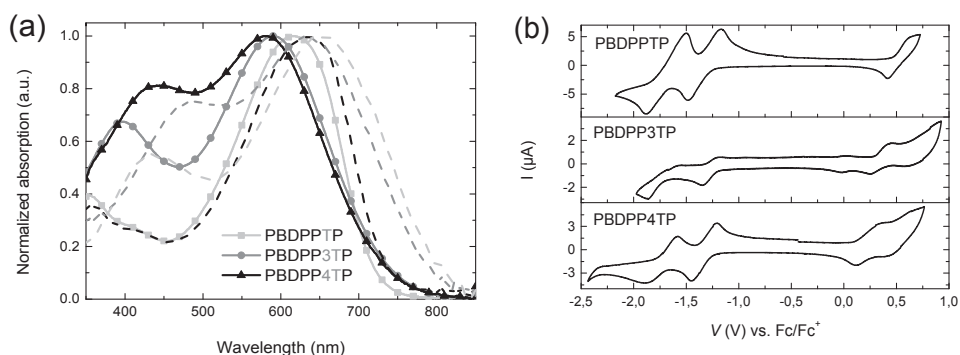 (a)
Normalized absorption (a.u.)
1.0
0.8
0.6
0.4
0.2
0.0
PBDPPTP
PBDPP3TP
PBDPP4TP
400 500 600 700 800
Wavelength (nm)
(b)
I (µA)
PBDPPTP
5
0
-5
PBDPP3TP
3
0
-2
PBDPP4TP
3
0
-3
-2,5 -2,0 -1,5 -1,0 -0,5 0,0 0,5 1,0
V (V) vs. Fc/Fc+